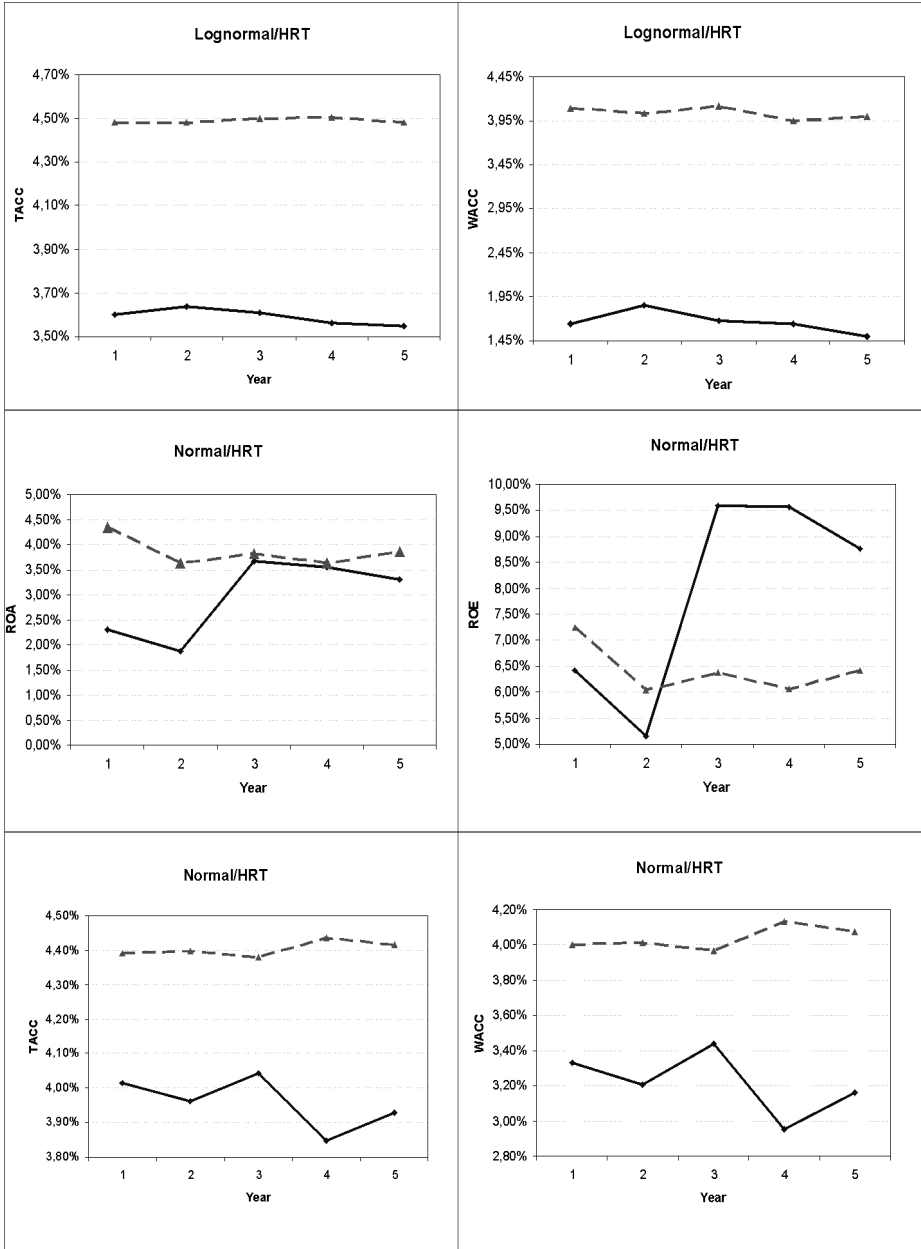 Lognormal/HRT
4,70%
4,50%
4,30%
4,10%
3,90%
3,70%
3,50%
TACC
1 2 3 4 5
Year
Lognormal/HRT
4,45%
3,95%
3,45%
2,95%
2,45%
1,95%
1,45%
WACC
1 2 3 4 5
Year
Normal/HRT
5,00%
4,50%
4,00%
3,50%
3,00%
2,50%
2,00%
1,50%
1,00%
0,50%
0,00%
ROA
1 2 3 4 5
Year
Normal/HRT
10,00%
9,50%
9,00%
8,50%
8,00%
7,50%
7,00%
6,50%
6,00%
5,50%
5,00%
ROE
1 2 3 4 5
Year
Normal/HRT
4,50%
4,40%
4,30%
4,20%
4,10%
4,00%
3,90%
3,80%
TACC
1 2 3 4 5
Year
Normal/HRT
4,20%
4,00%
3,80%
3,60%
3,40%
3,20%
3,00%
2,80%
WACC
1 2 3 4 5
Year